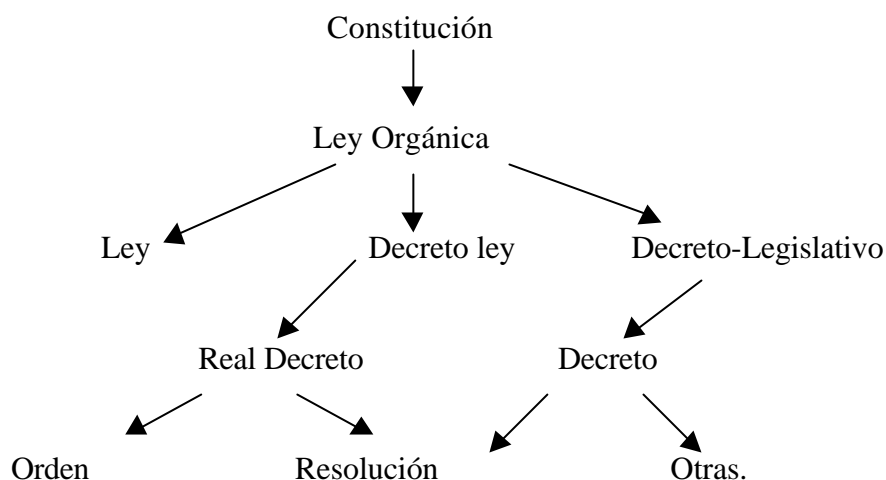 Constitución
Ley Orgánica
Ley Decreto ley Decreto-Legislativo
Real Decreto Decreto
Orden Resolución Otras.